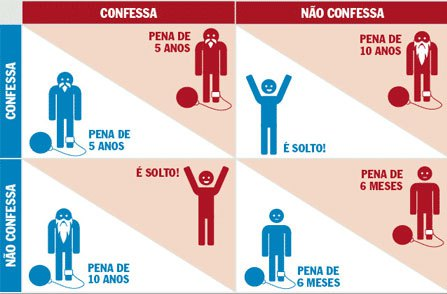 CONFESSA
NÃO CONFESSA
CONFESSA
PENA DE
5 ANOS
PENA DE
5 ANOS
PENA DE
10 ANOS
É SOLTO!
NÃO CONFESSA
É SOLTO!
PENA DE
10 ANOS
PENA DE
6 MESES
PENA DE
6 MESES